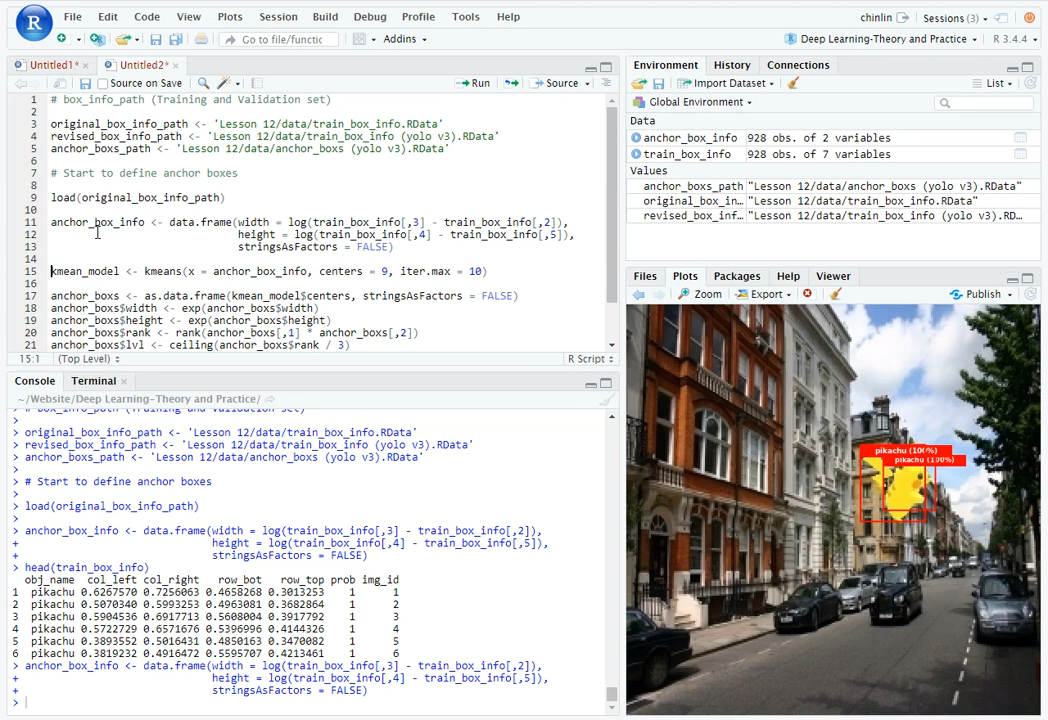 File Edit Code View Plots Session Build Debug Profile Tools Help
chinlin Sessions (3)
Go to file/functic Addins
Deep Learning-Theory and Practice R 3.4.4
Untitled1* Untitled2*
Source on Save Run Source
1 # box_info_path (Training and Validation set)
2
3 original_box_info_path <- 'Lesson 12/data/train_box_info.RData'
4 revised_box_info_path <- 'Lesson 12/data/train_box_info (yolo v3).RData'
5 anchor_boxs_path <- 'Lesson 12/data/anchor_boxs (yolo v3).RData'
6
7 # Start to define anchor boxes
8
9 load(original_box_info_path)
10
11 anchor_box_info <- data.frame(width = log(train_box_info[,3] - train_box_info[,2]),
12 height = log(train_box_info[,4] - train_box_info[,5]),
13 stringsAsFactors = FALSE)
14
15 kmean_model <- kmeans(x = anchor_box_info, centers = 9, iter.max = 10)
16
17 anchor_boxs <- as.data.frame(kmean_model$centers, stringsAsFactors = FALSE)
18 anchor_boxs$width <- exp(anchor_boxs$width)
19 anchor_boxs$height <- exp(anchor_boxs$height)
20 anchor_boxs$rank <- rank(anchor_boxs[,1] * anchor_boxs[,2])
21 anchor_boxs$lvl <- ceiling(anchor_boxs$rank / 3)
15:1 (Top Level) R Script
Console Terminal
~/Website/Deep Learning-Theory and Practice/
> # box_info_path (Training and Validation set)
>
> original_box_info_path <- 'Lesson 12/data/train_box_info.RData'
> revised_box_info_path <- 'Lesson 12/data/train_box_info (yolo v3).RData'
> anchor_boxs_path <- 'Lesson 12/data/anchor_boxs (yolo v3).RData'
>
> # Start to define anchor boxes
>
> load(original_box_info_path)
>
> anchor_box_info <- data.frame(width = log(train_box_info[,3] - train_box_info[,2]),
+ height = log(train_box_info[,4] - train_box_info[,5]),
+ stringsAsFactors = FALSE)
> head(train_box_info)
obj_name col_left col_right row_bot row_top prob img_id
1 pikachu 0.6267570 0.7256063 0.4658268 0.3013253 1 1
2 pikachu 0.5070340 0.5993253 0.4963081 0.3682864 1 2
3 pikachu 0.5904536 0.6917713 0.5608004 0.3917792 1 3
4 pikachu 0.5722729 0.6571676 0.5396996 0.4144326 1 4
5 pikachu 0.3893552 0.5016431 0.4850163 0.3470082 1 5
6 pikachu 0.3819232 0.4916472 0.5595707 0.4213461 1 6
> anchor_box_info <- data.frame(width = log(train_box_info[,3] - train_box_info[,2]),
+ height = log(train_box_info[,4] - train_box_info[,5]),
+ stringsAsFactors = FALSE)
>
Environment History Connections
Import Dataset List
Global Environment
Data
anchor_box_info 928 obs. of 2 variables
train_box_info 928 obs. of 7 variables
Values
anchor_boxs_path "Lesson 12/data/anchor_boxs (yolo v3).RData"
original_box_in… "Lesson 12/data/train_box_info.RData"
revised_box_inf… "Lesson 12/data/train_box_info (yolo v3).RD…
Files Plots Packages Help Viewer
Zoom Export Publish
pikachu (100%)
pikachu (100%)